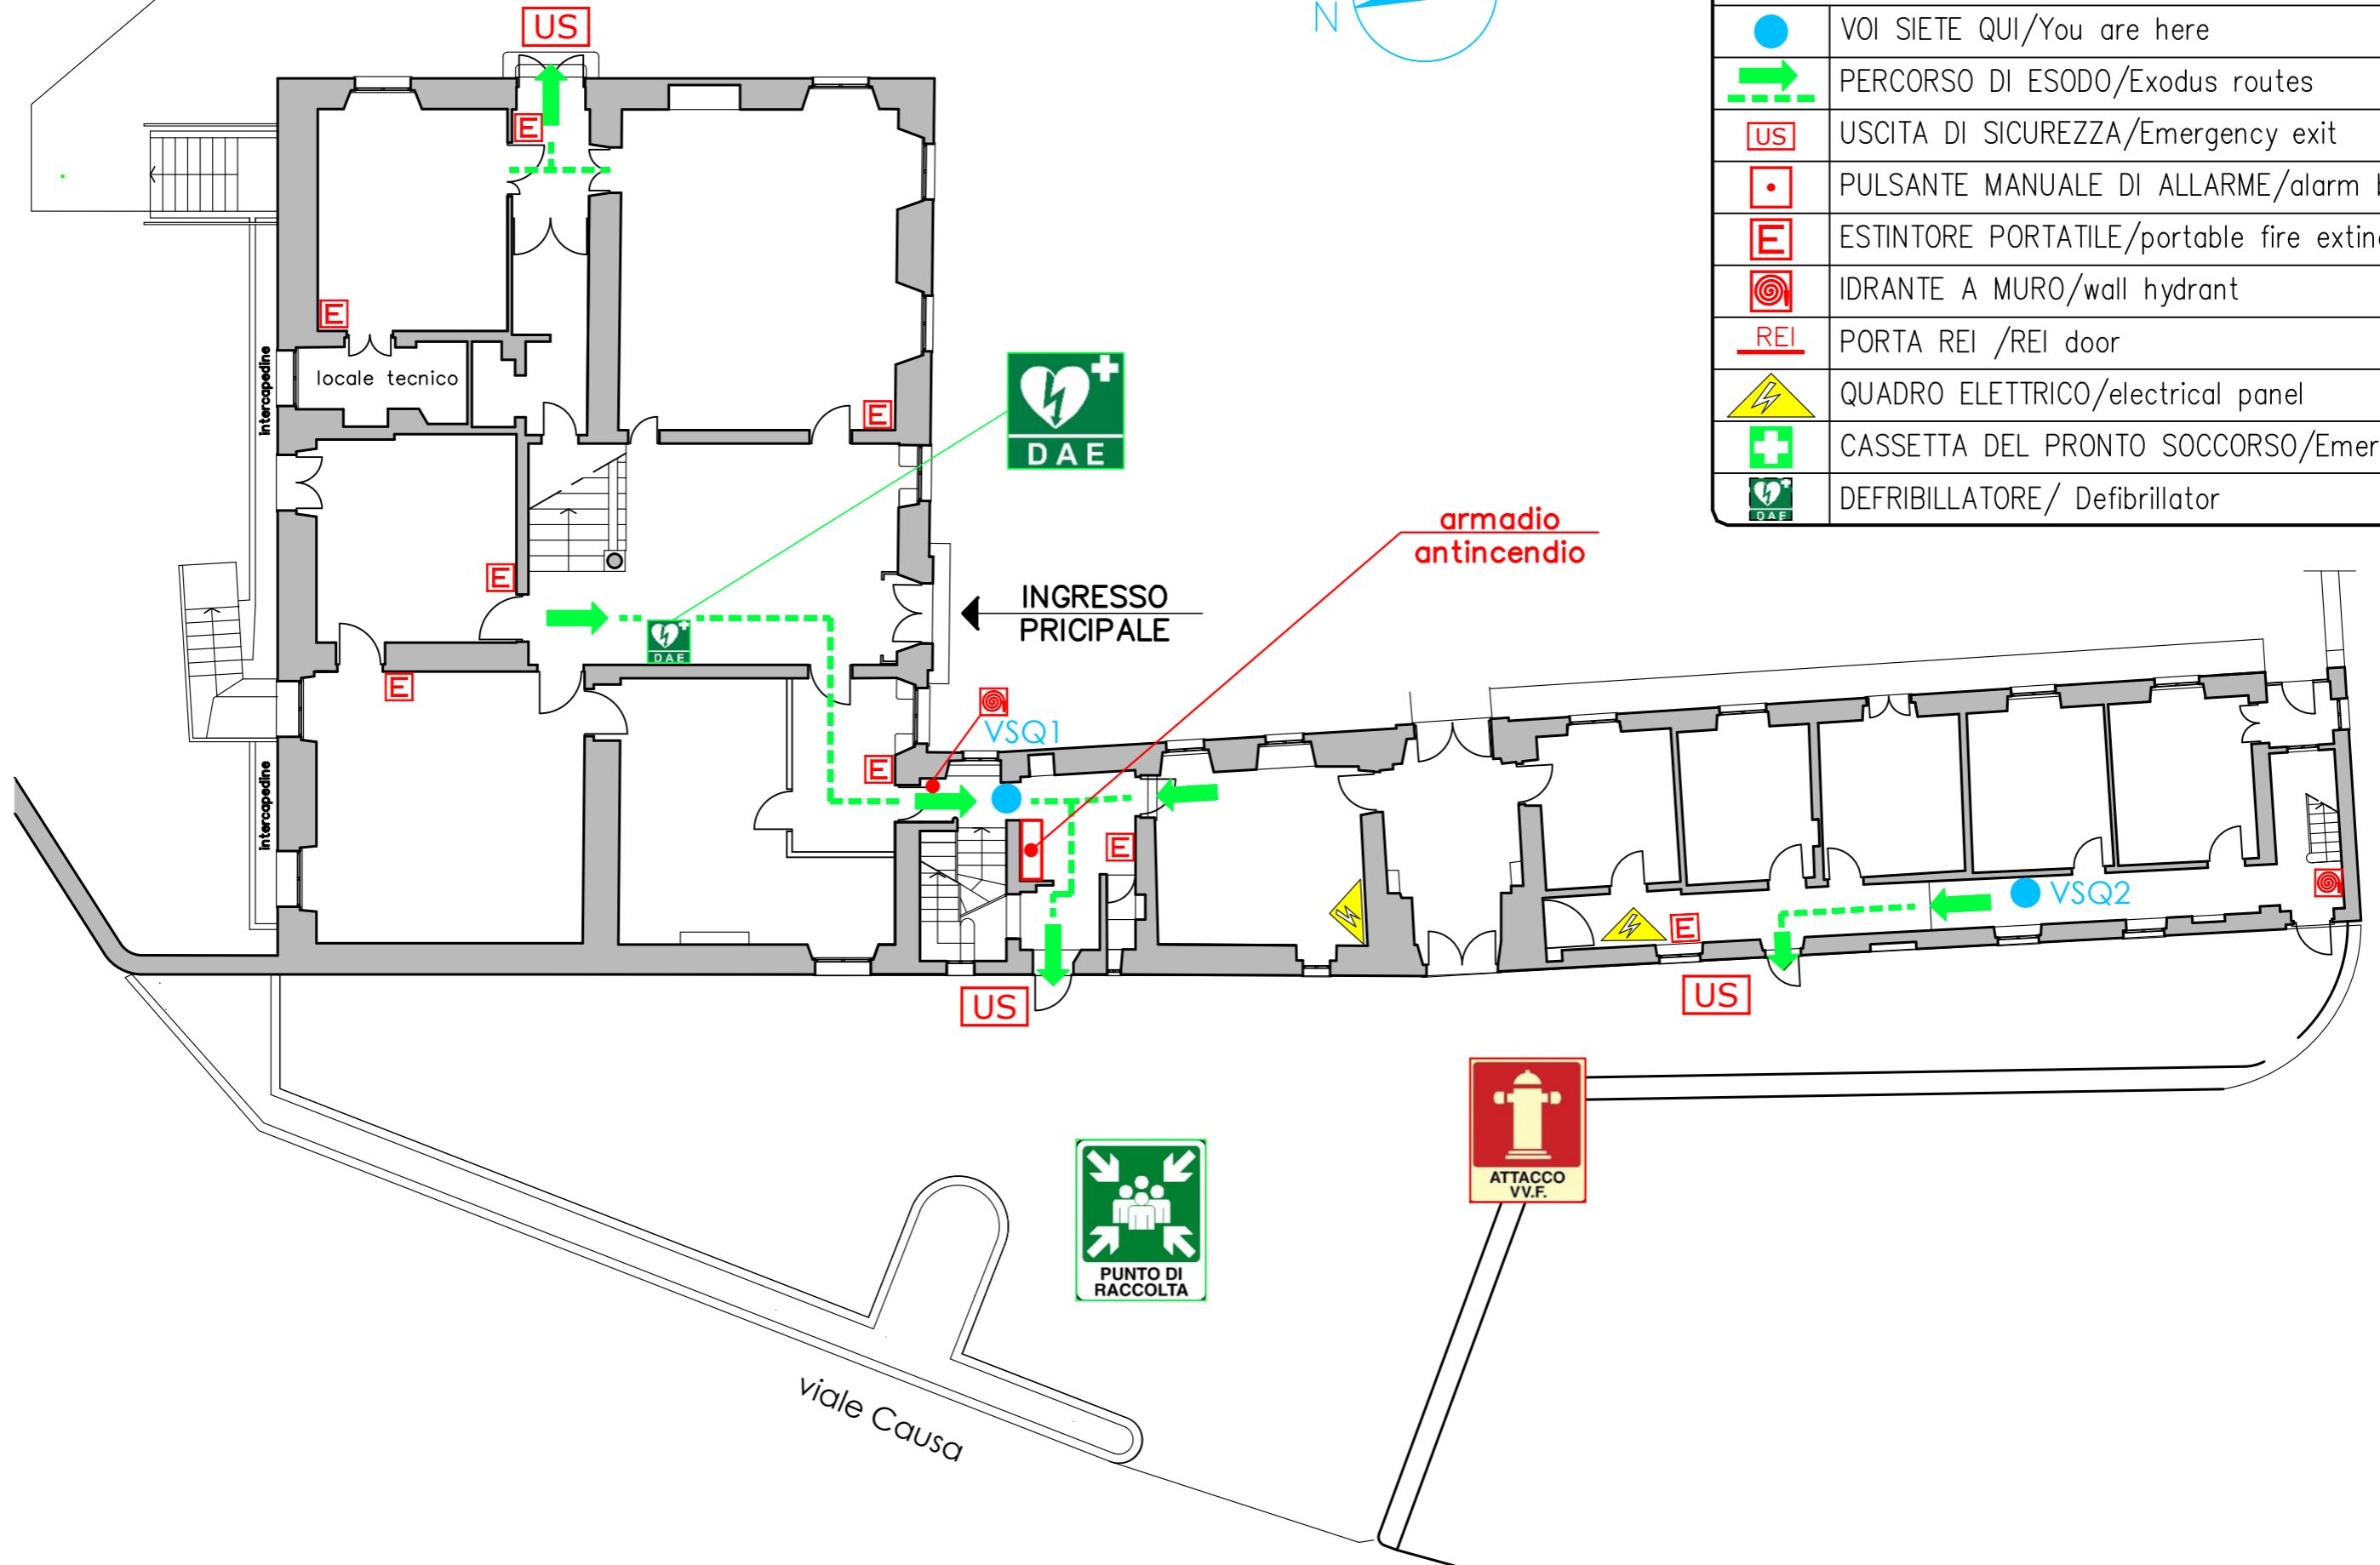 US
N
VOI SIETE QUI/You are here
PERCORSO DI ESODO/Exodus routes
US
USCITA DI SICUREZZA/Emergency exit
PULSANTE MANUALE DI ALLARME/alarm
E
ESTINTORE PORTATILE/portable fire
IDRANTE A MURO/wall hydrant
REI
PORTA REI /REI door
QUADRO ELETTRICO/electrical panel
CASSETTA DEL PRONTO SOCCORSO/Emer
DAE
DEFRIBILLATORE/ Defibrillator
E
E
intercapedine
locale tecnico
E
DAE
armadio
antincendio
E
INGRESSO
PRICIPALE
DAE
E
VSQ1
E
intercapedine
E
VSQ2
E
US
US
ATTACCO
VV.F.
PUNTO DI
RACCOLTA
viale Causa